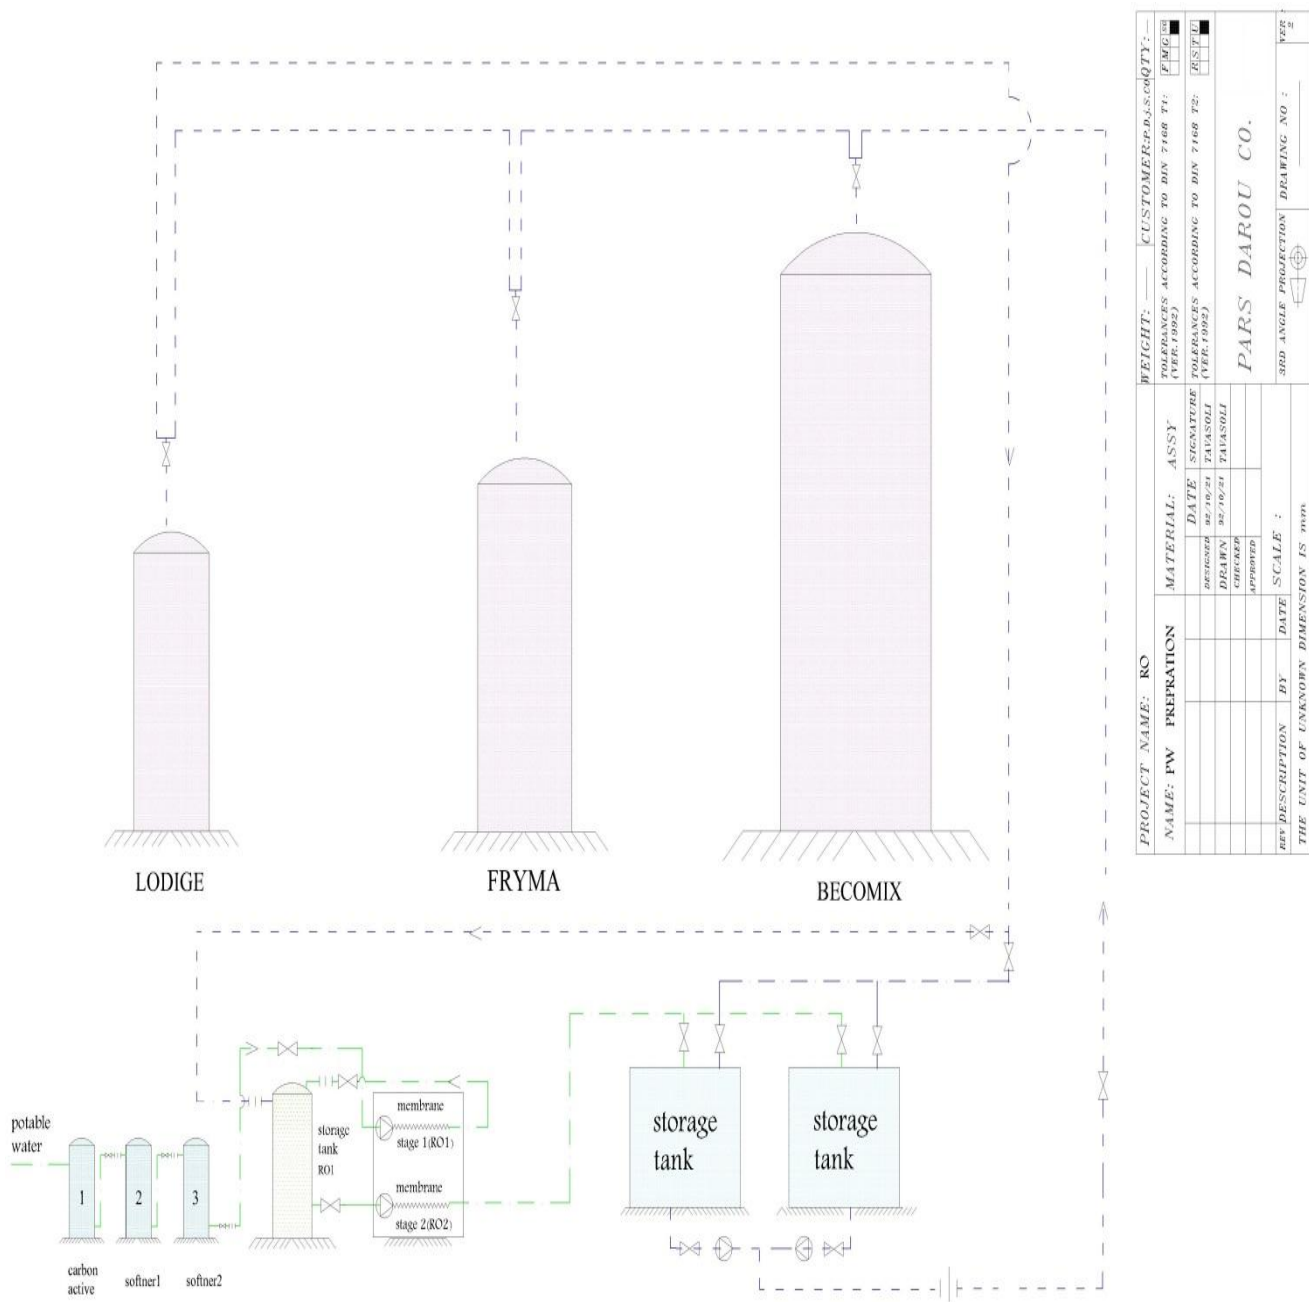 LODIGE
FRYMA
BECOMIX
potable
water
1
2
3
carbon
active
softner1
softner2
storage
tank
RO1
membrane
stage 1(RO1)
membrane
stage 2(RO2)
storage
tank
storage
tank
PROJECT NAME: RO
WEIGHT:
CUSTOMER:P.D.j.S.CO
QTY:
NAME: PW PREPRATION
MATERIAL: ASSY
TOLERANCES ACCORDING TO DIN 7168 T1:
(VER.1992)
F M G
DATE SIGNATURE
TOLERANCES ACCORDING TO DIN 7168 T2:
(VER.1992)
R S T U
DESIGNED 92/10/21 TAVASOLI
DRAWN 92/10/21 TAVASOLI
CHECKED
APPROVED
PARS DAROU CO.
REV DESCRIPTION BY DATE
SCALE :
3RD ANGLE PROJECTION
DRAWING NO :
VER :
2
THE UNIT OF UNKNOWN DIMENSION IS mm